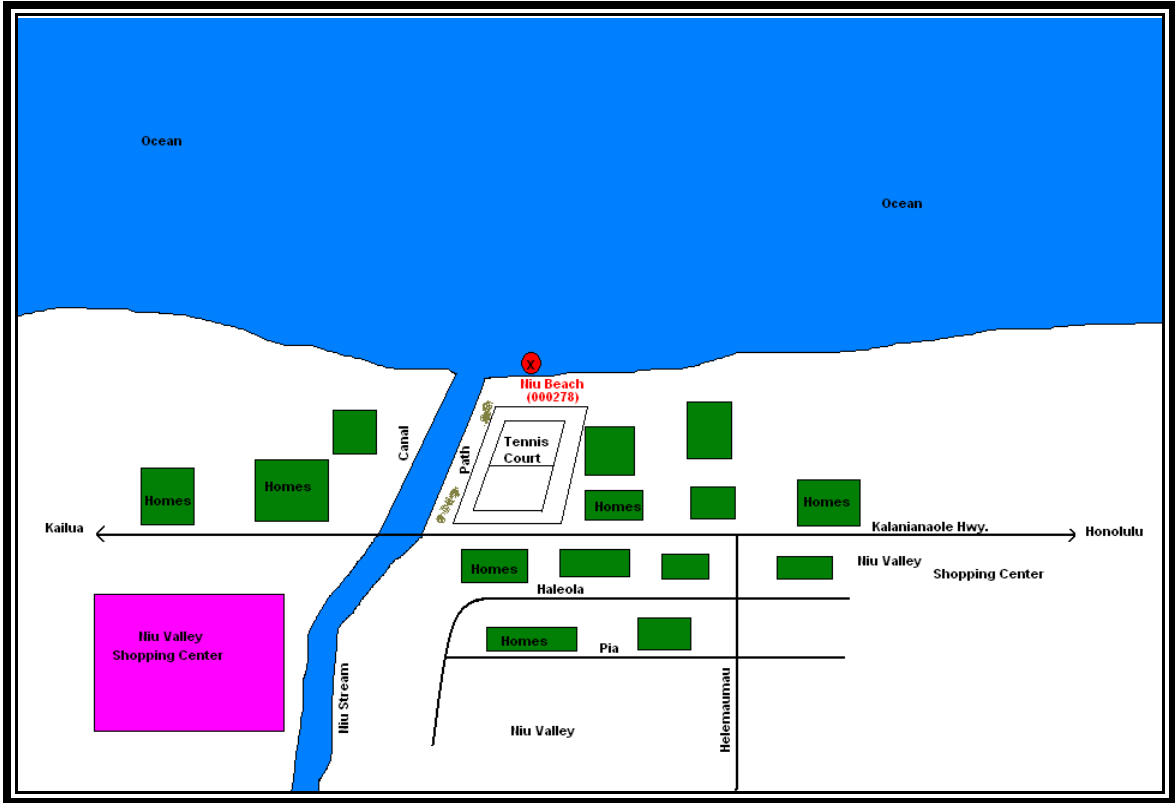 Ocean
Ocean
X
Niu Beach
(000278)
Canal
Path
Tennis
Court
Homes
Homes
Homes
Homes
Kailua
Kalanianaole Hwy.
Honolulu
Homes
Niu Valley
Shopping Center
Haleola
Niu Valley
Shopping Center
Homes
Pia
Niu Stream
Niu Valley
Helemaumau